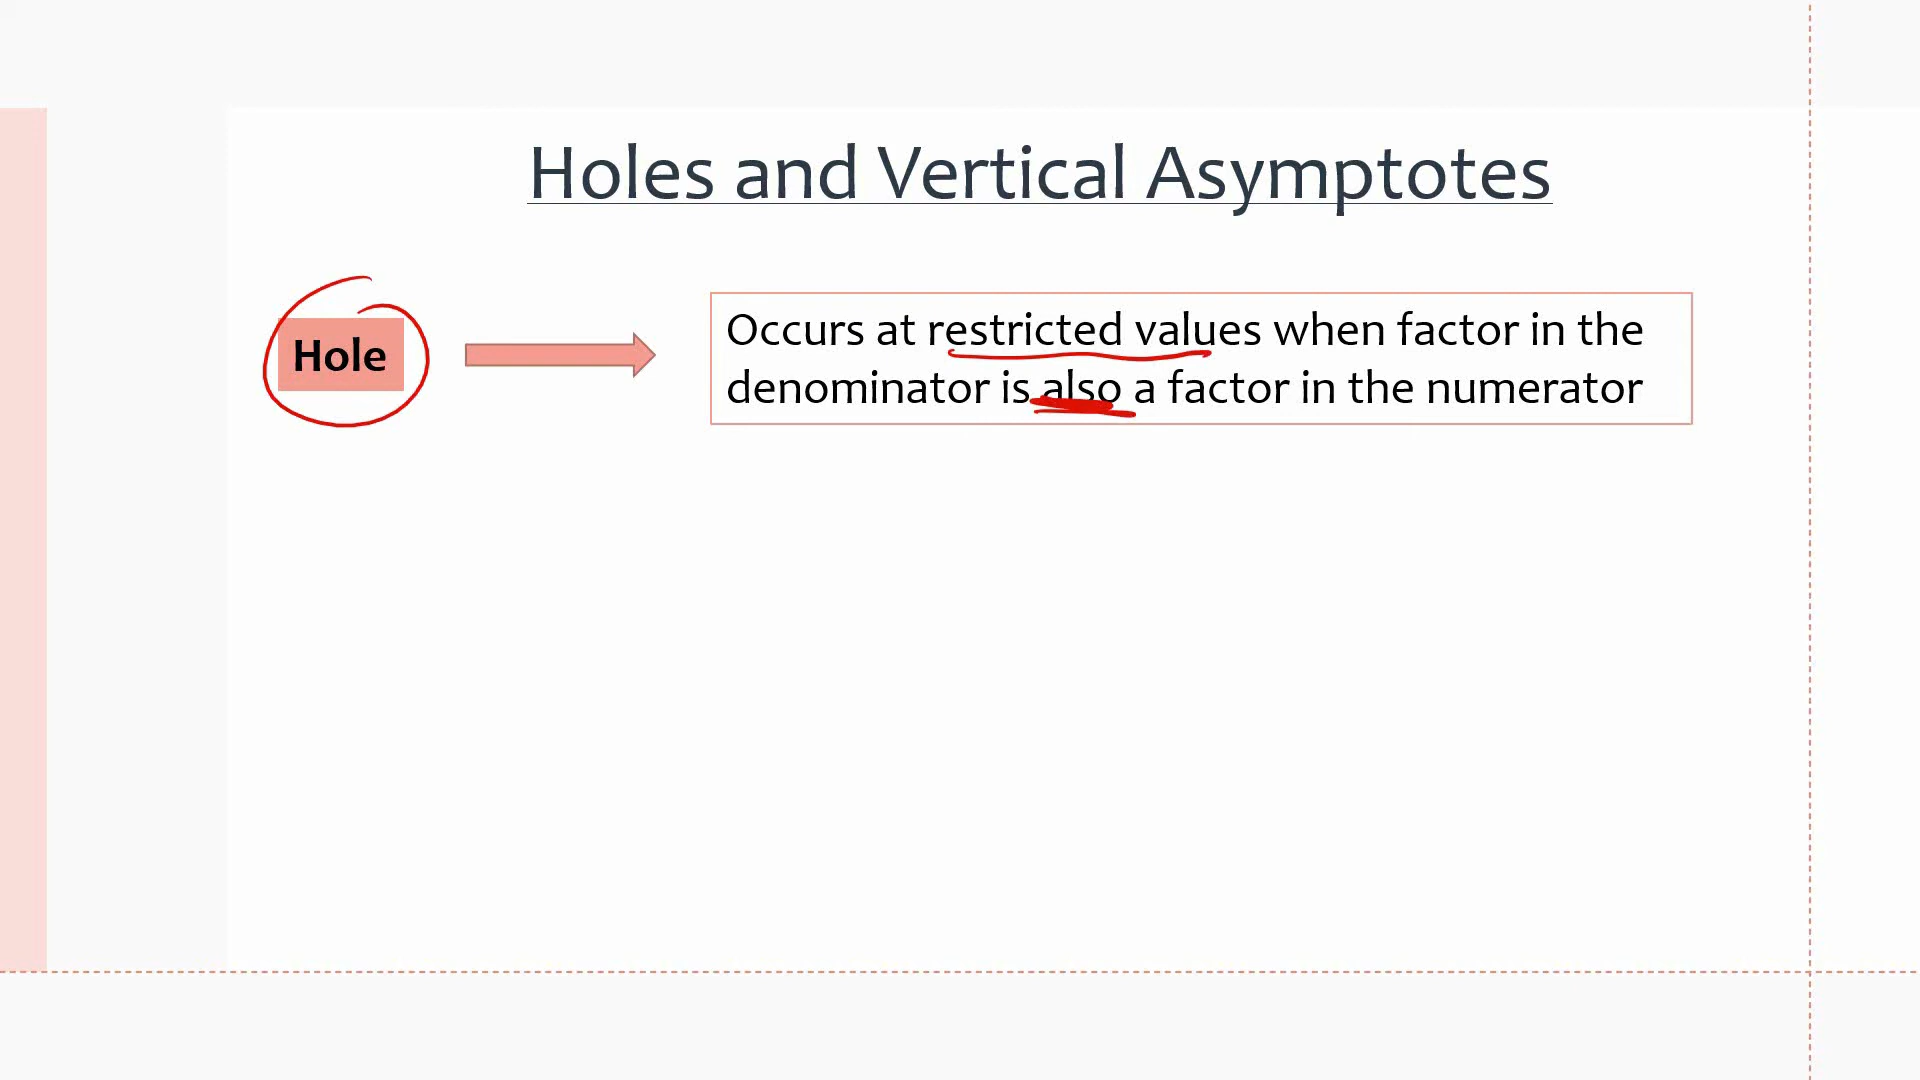 Holes and Vertical Asymptotes
Hole
Occurs at restricted values when factor in the
denominator is also a factor in the numerator